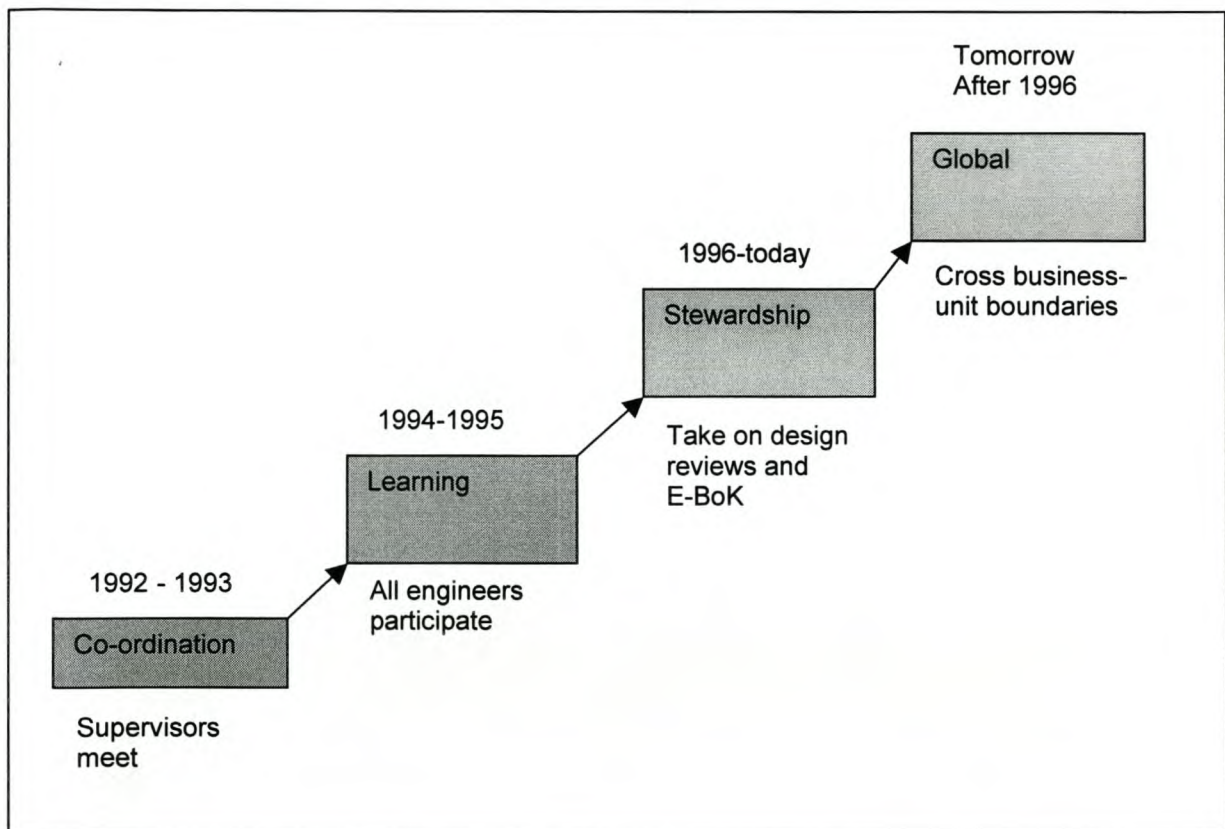 Tomorrow
After 1996
Global
Cross business-
unit boundaries
1996-today
Stewardship
Take on design
reviews and
E-BoK
1994-1995
Learning
All engineers
participate
1992 - 1993
Co-ordination
Supervisors
meet